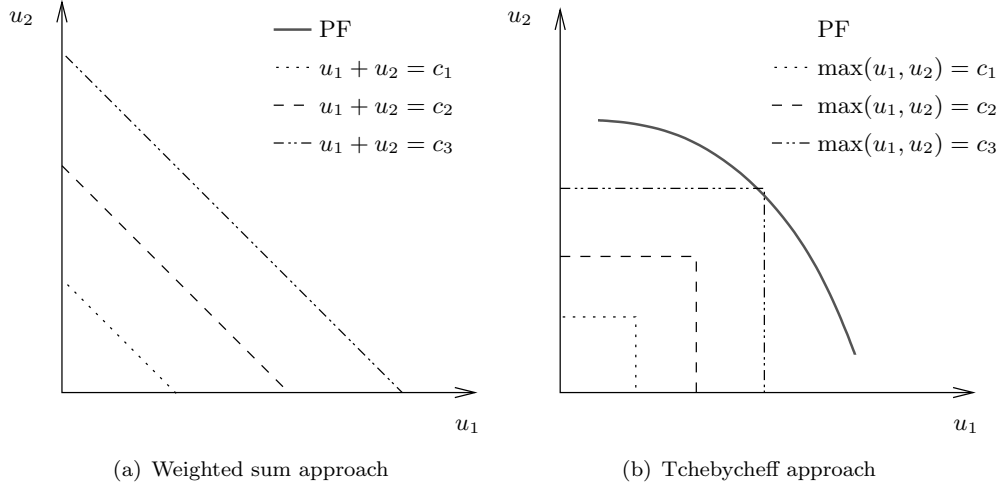 u₂
PF
u₁ + u₂ = c₁
u₁ + u₂ = c₂
u₁ + u₂ = c₃
u₁
(a) Weighted sum approach
u₂
PF
max(u₁, u₂) = c₁
max(u₁, u₂) = c₂
max(u₁, u₂) = c₃
u₁
(b) Tchebycheff approach